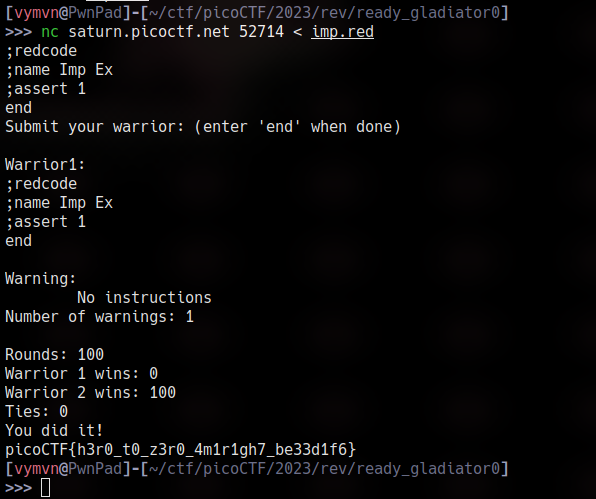 [vymvn@PwnPad]-[~/ctf/picoCTF/2023/rev/ready_gladiator0]
>>> nc saturn.picoctf.net 52714 < imp.red
;redcode
;name Imp Ex
;assert 1
end
Submit your warrior: (enter 'end' when done)

Warrior1:
;redcode
;name Imp Ex
;assert 1
end

Warning:
        No instructions
Number of warnings: 1

Rounds: 100
Warrior 1 wins: 0
Warrior 2 wins: 100
Ties: 0
You did it!
picoCTF{h3r0_t0_z3r0_4m1r1gh7_be33d1f6}
[vymvn@PwnPad]-[~/ctf/picoCTF/2023/rev/ready_gladiator0]
>>>